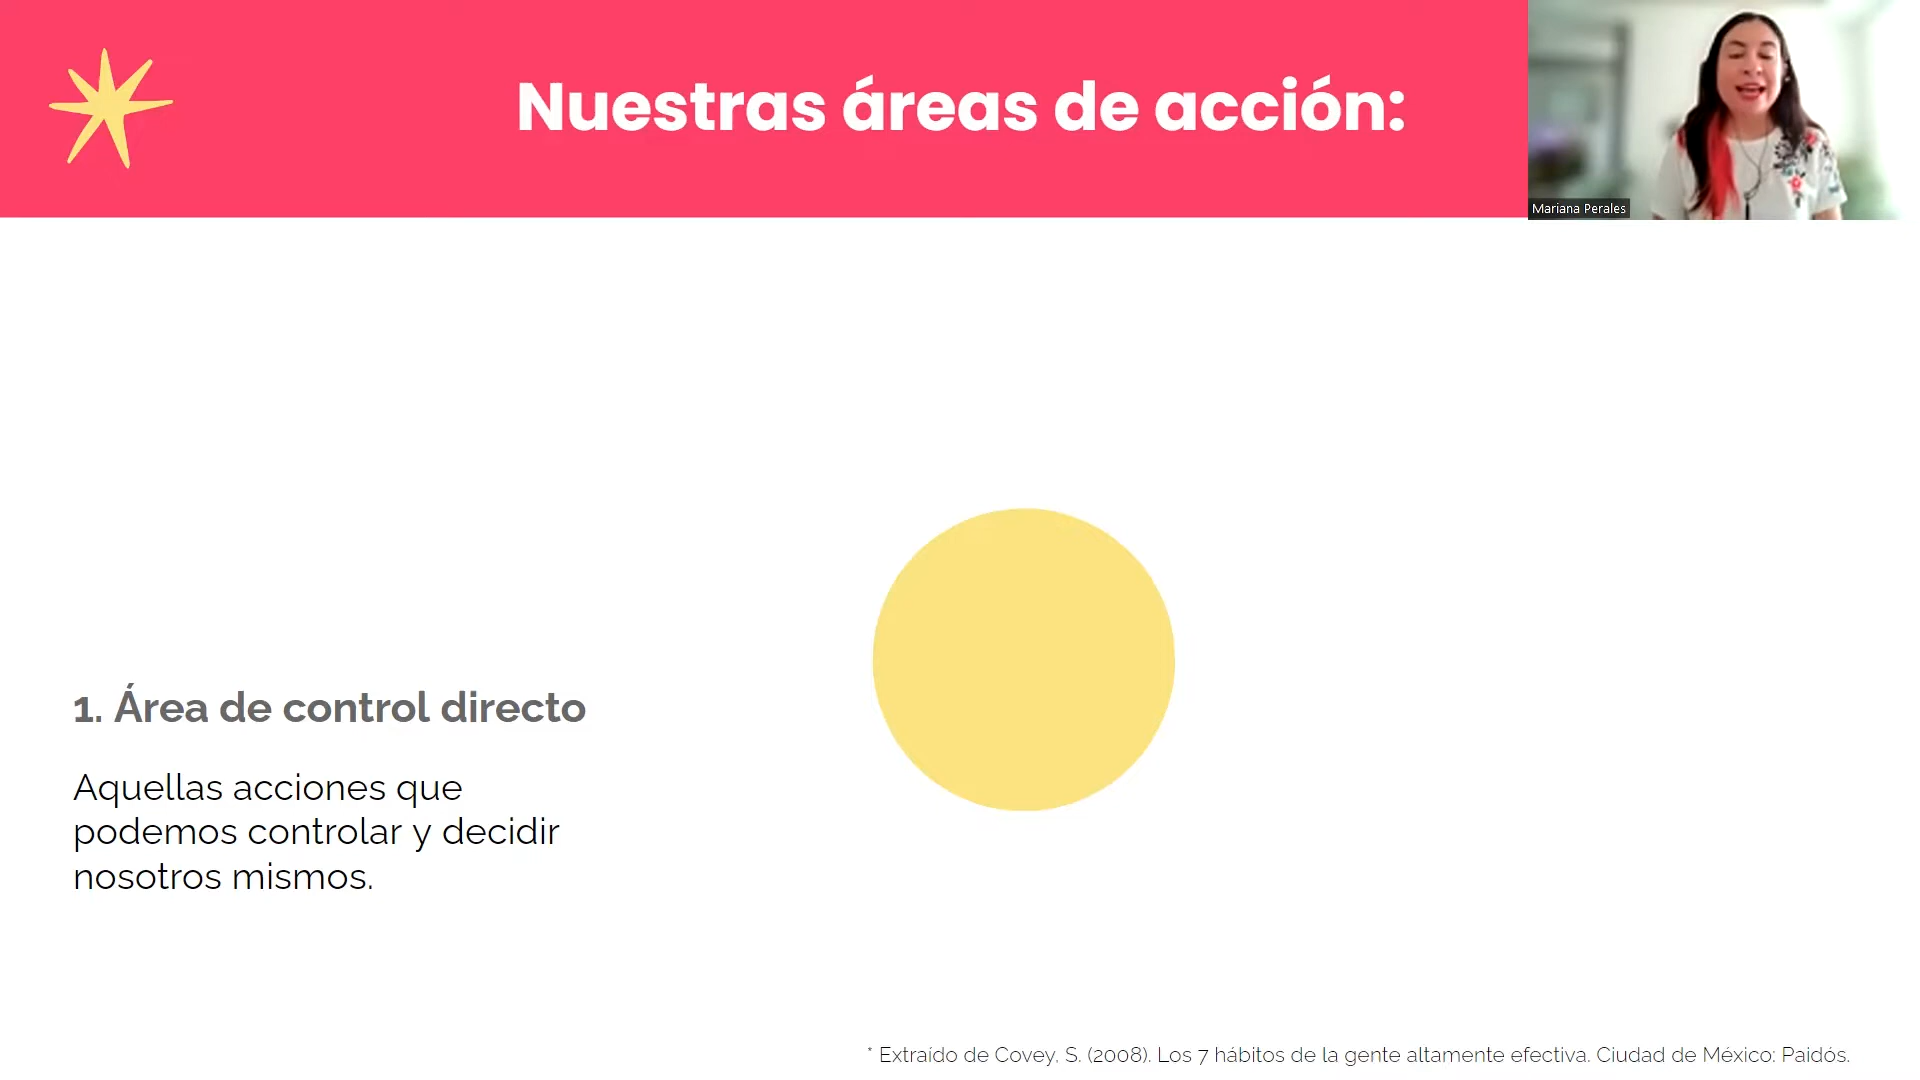 Nuestras áreas de acción:
Mariana Perales
1. Área de control directo
Aquellas acciones que
podemos controlar y decidir
nosotros mismos.
* Extraído de Covey, S. (2008). Los 7 hábitos de la gente altamente efectiva. Ciudad de México: Paidós.